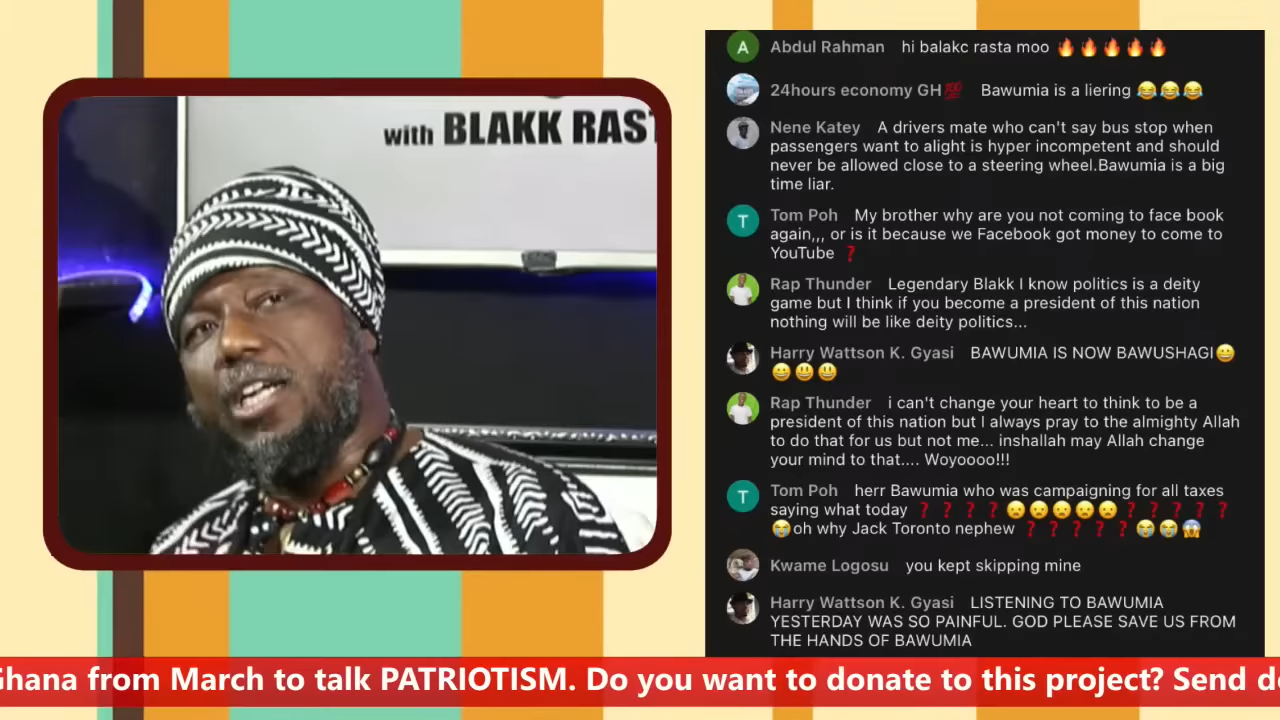 with BLAKK RAST
Abdul Rahman hi balakc rasta moo 🔥🔥🔥🔥🔥
24hours economy GH💯 Bawumia is a liering 😂😂😂
Nene Katey A drivers mate who can't say bus stop when
passengers want to alight is hyper incompetent and should
never be allowed close to a steering wheel.Bawumia is a big
time liar.
T Tom Poh My brother why are you not coming to face book
again,,, or is it because we Facebook got money to come to
YouTube ❓
Rap Thunder Legendary Blakk I know politics is a deity
game but I think if you become a president of this nation
nothing will be like deity politics...
Harry Wattson K. Gyasi BAWUMIA IS NOW BAWUSHAGI😀
😀😃😃
Rap Thunder i can't change your heart to think to be a
president of this nation but I always pray to the almighty Allah
to do that for us but not me... inshallah may Allah change
your mind to that.... Woyoooo!!!
T Tom Poh herr Bawumia who was campaigning for all taxes
saying what today ❓❓❓❓😦😦😦😦😦❓❓❓❓❓
😭oh why Jack Toronto nephew ❓❓❓❓❓😭😭😱
Kwame Logosu you kept skipping mine
Harry Wattson K. Gyasi LISTENING TO BAWUMIA
YESTERDAY WAS SO PAINFUL. GOD PLEASE SAVE US FROM
THE HANDS OF BAWUMIA
Ghana from March to talk PATRIOTISM. Do you want to donate to this project? Send d